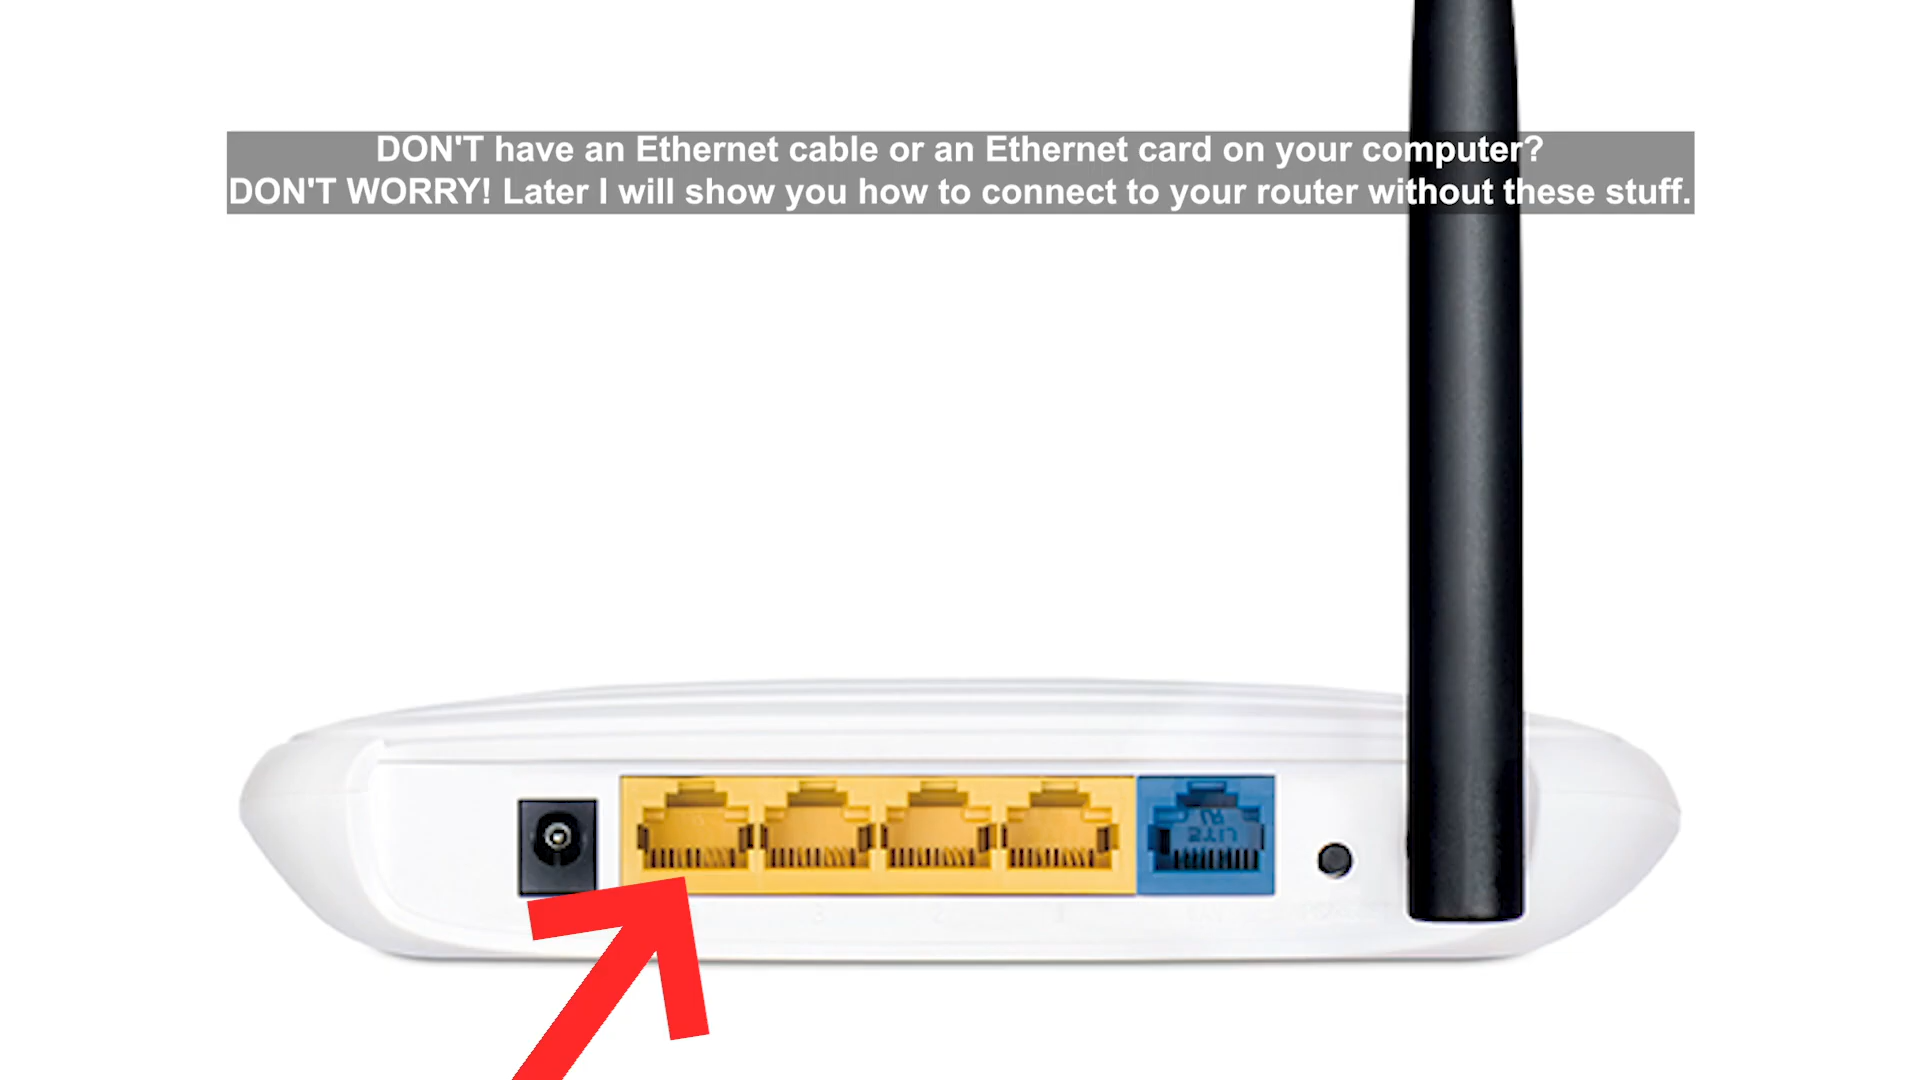 DON'T have an Ethernet cable or an Ethernet card on your computer?
DON'T WORRY! Later I will show you how to connect to your router without these stuff.